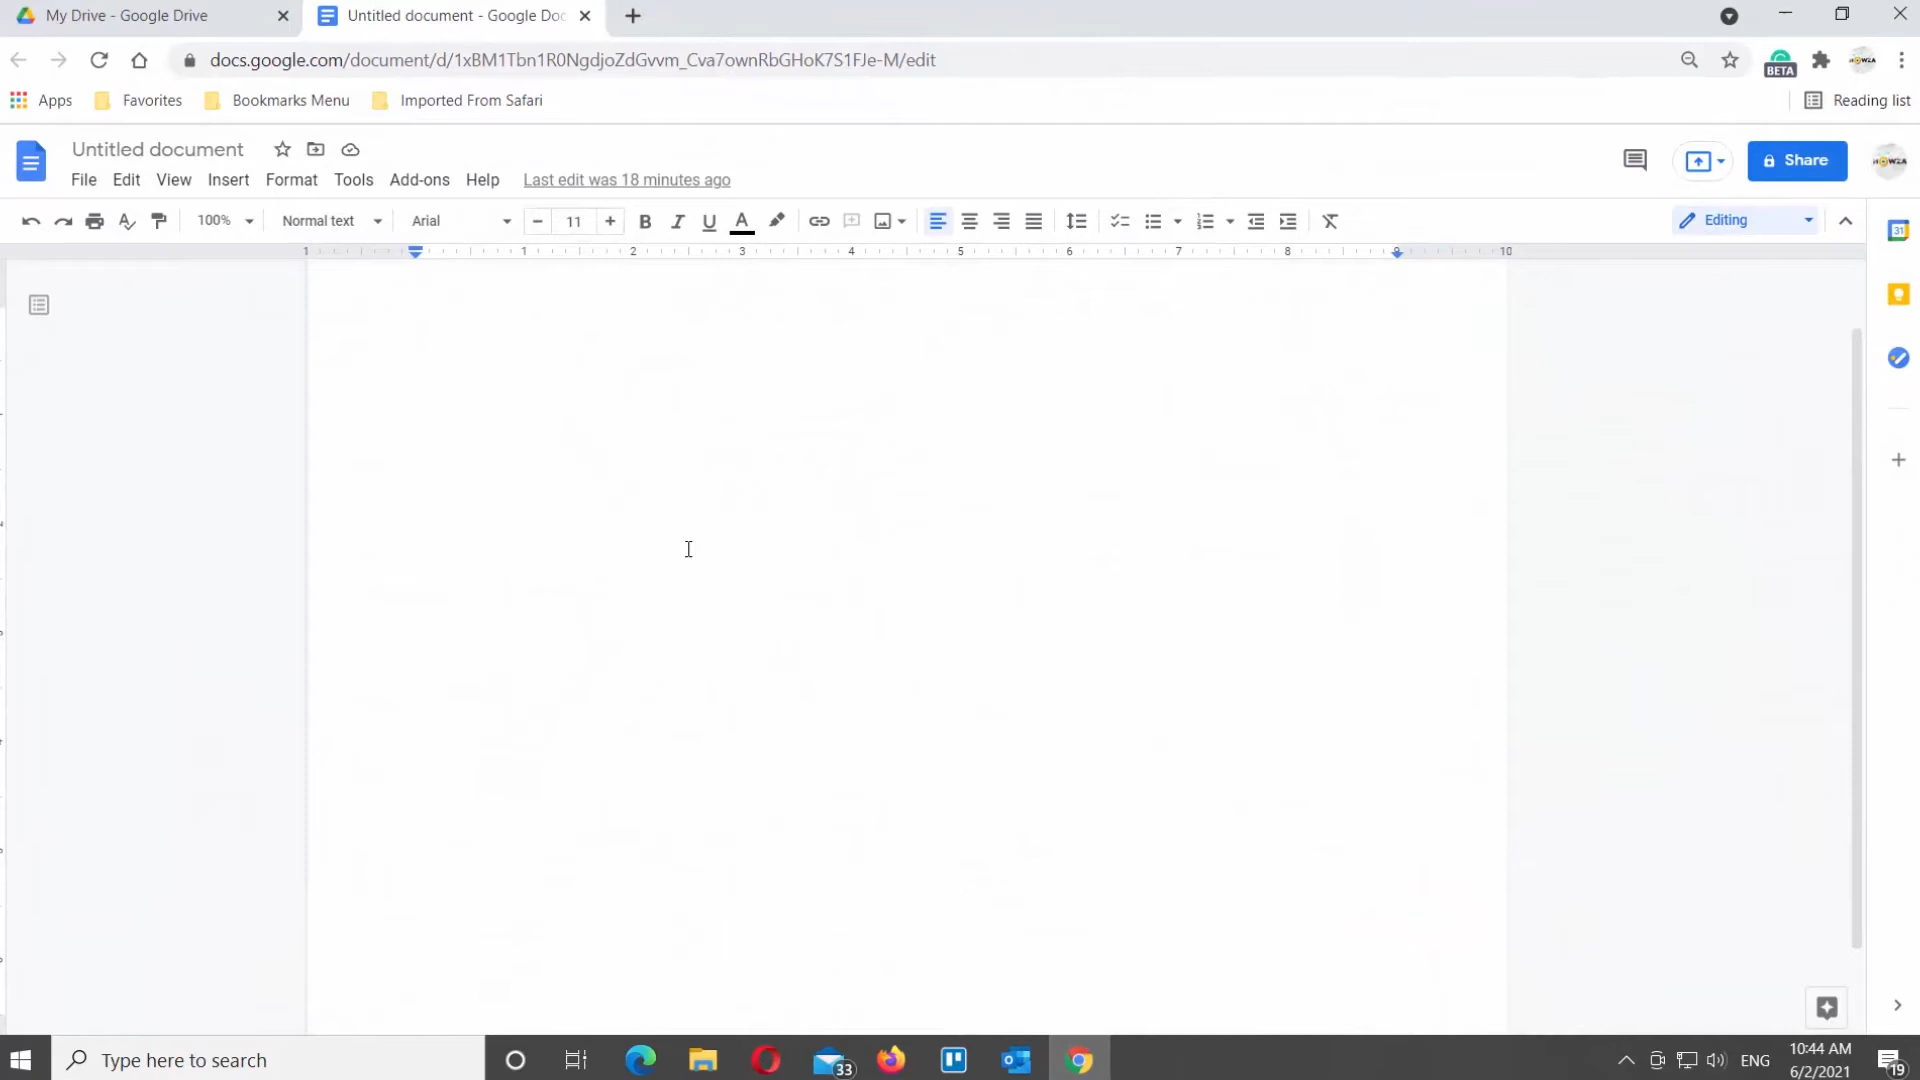 My Drive - Google Drive
Untitled document - Google Doc
docs.google.com/document/d/1xBM1Tbn1R0NgdjoZdGvvm_Cva7ownRbGHoK7S1FJe-M/edit
BETA
Apps Favorites Bookmarks Menu Imported From Safari Reading list
Untitled document
Share
File Edit View Insert Format Tools Add-ons Help Last edit was 18 minutes ago
100% Normal text Arial 11 B I U A Editing
31
1 1 2 3 4 5 6 7 8 9 10
Type here to search
33
ENG
10:44 AM
6/2/2021
19